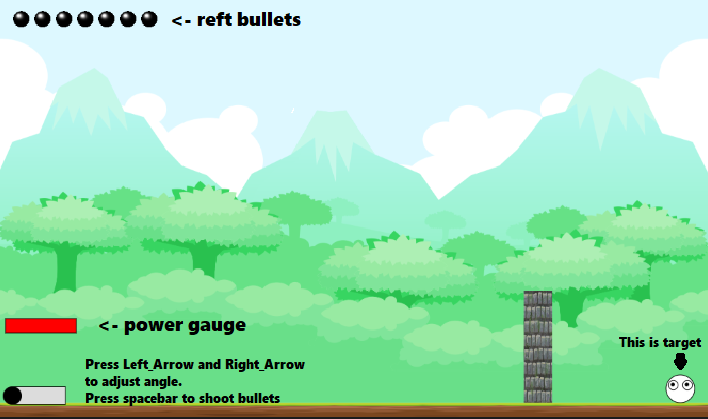 <- reft bullets
<- power gauge
This is target
Press Left_Arrow and Right_Arrow
to adjust angle.
Press spacebar to shoot bullets